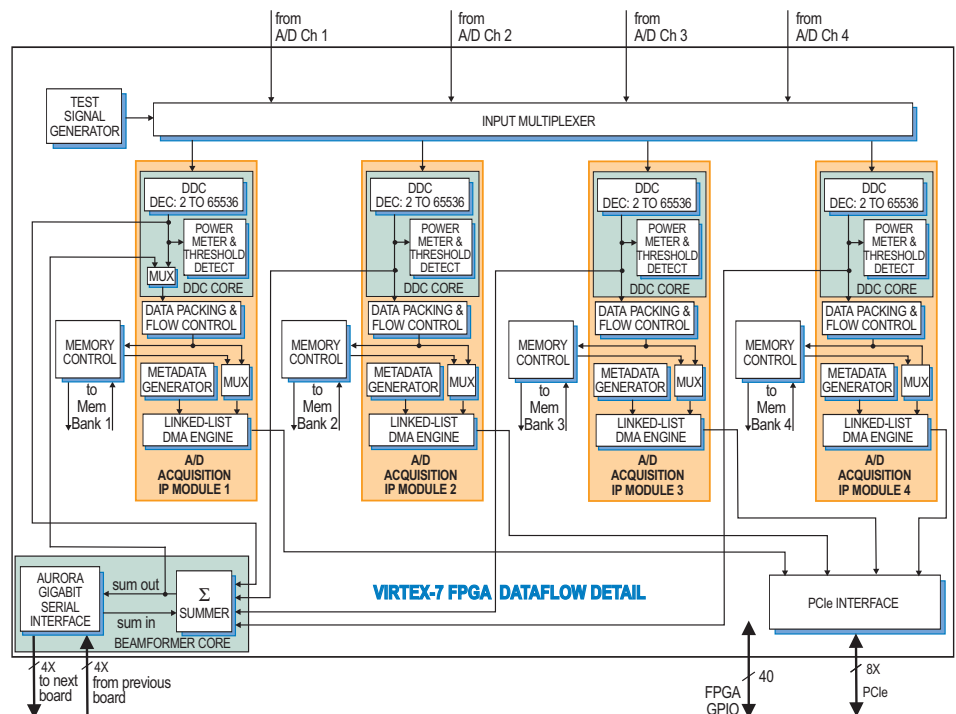 from
A/D Ch 1
from
A/D Ch 2
from
A/D Ch 3
from
A/D Ch 4
TEST
SIGNAL
GENERATOR
INPUT MULTIPLEXER
DDC
DEC: 2 TO 65536
POWER
METER &
THRESHOLD
DETECT
MUX
DDC CORE
DATA PACKING &
FLOW CONTROL
MEMORY
CONTROL
METADATA
GENERATOR
MUX
to
Mem
Bank 1
LINKED-LIST
DMA ENGINE
A/D
ACQUISITION
IP MODULE 1
DDC
DEC: 2 TO 65536
POWER
METER &
THRESHOLD
DETECT
DDC CORE
DATA PACKING &
FLOW CONTROL
MEMORY
CONTROL
METADATA
GENERATOR
MUX
to
Mem
Bank 2
LINKED-LIST
DMA ENGINE
A/D
ACQUISITION
IP MODULE 2
DDC
DEC: 2 TO 65536
POWER
METER &
THRESHOLD
DETECT
DDC CORE
DATA PACKING &
FLOW CONTROL
MEMORY
CONTROL
METADATA
GENERATOR
MUX
to
Mem
Bank 3
LINKED-LIST
DMA ENGINE
A/D
ACQUISITION
IP MODULE 3
DDC
DEC: 2 TO 65536
POWER
METER &
THRESHOLD
DETECT
DDC CORE
DATA PACKING &
FLOW CONTROL
MEMORY
CONTROL
METADATA
GENERATOR
MUX
to
Mem
Bank 4
LINKED-LIST
DMA ENGINE
A/D
ACQUISITION
IP MODULE 4
AURORA
GIGABIT
SERIAL
INTERFACE
sum out
sum in
Σ
SUMMER
BEAMFORMER CORE
VIRTEX-7 FPGA DATAFLOW DETAIL
PCIe INTERFACE
4X
to next
board
4X
from previous
board
40
FPGA
GPIO
8X
PCIe